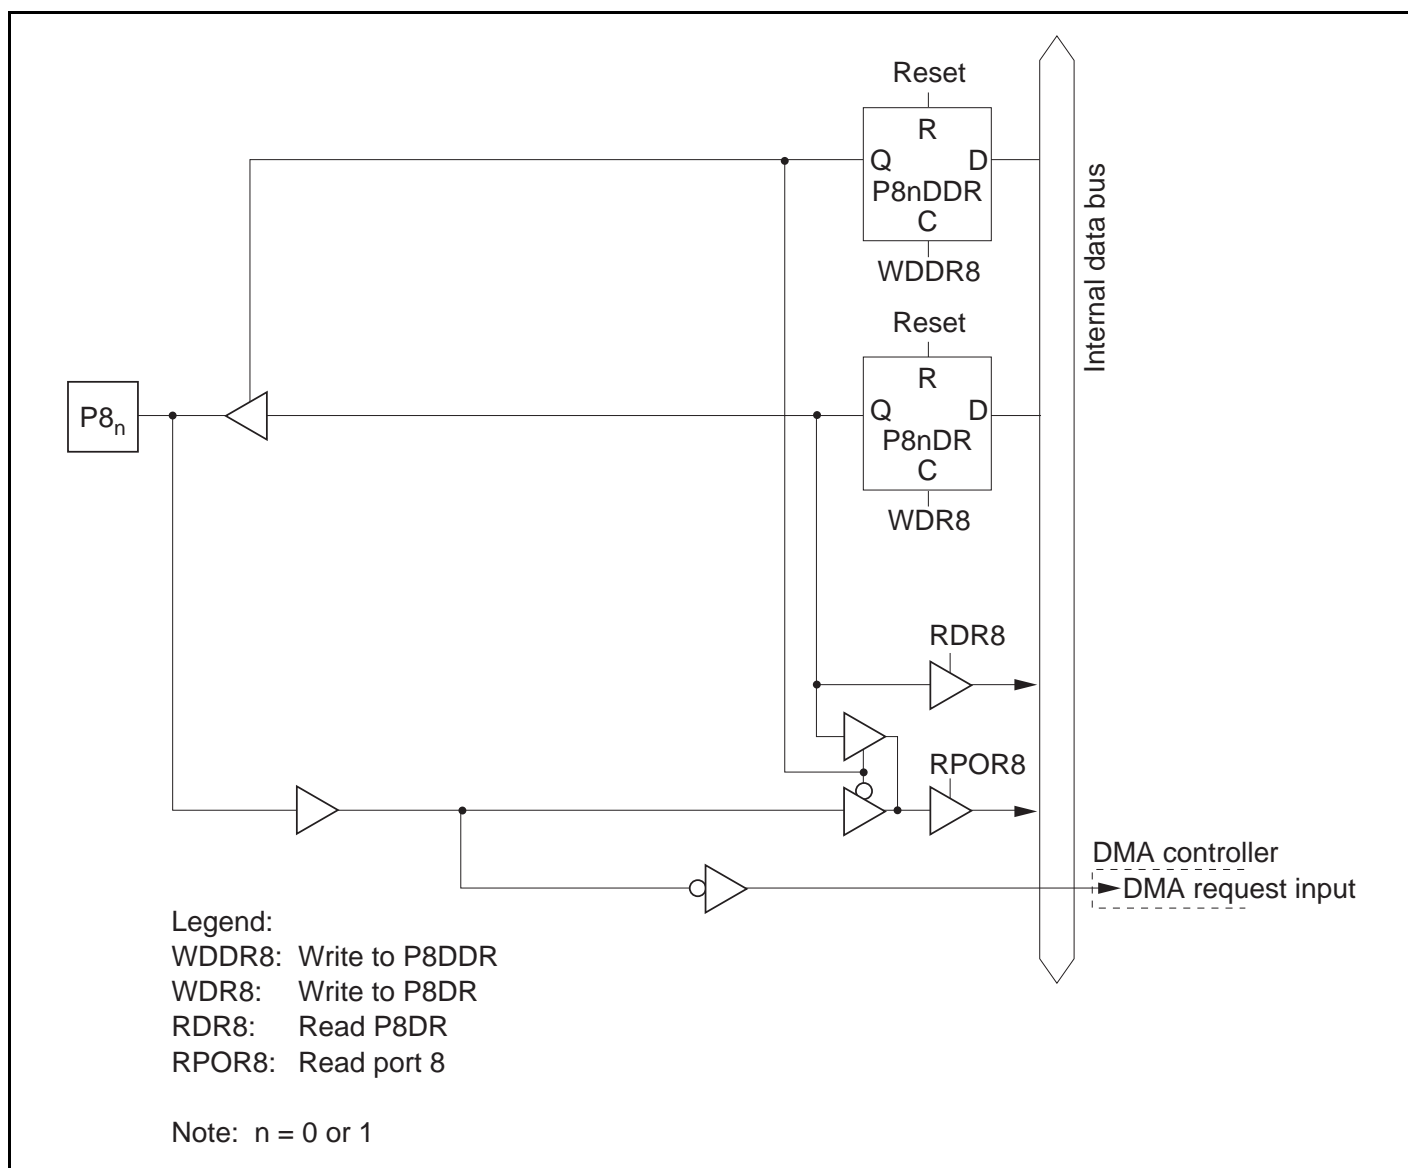 Reset
R
Q D
P8nDDR
C
WDDR8
Internal data bus
Reset
R
Q D
P8nDR
C
WDR8
P8n
RDR8
RPOR8
DMA controller
DMA request input
Legend:
WDDR8: Write to P8DDR
WDR8: Write to P8DR
RDR8: Read P8DR
RPOR8: Read port 8
Note: n = 0 or 1